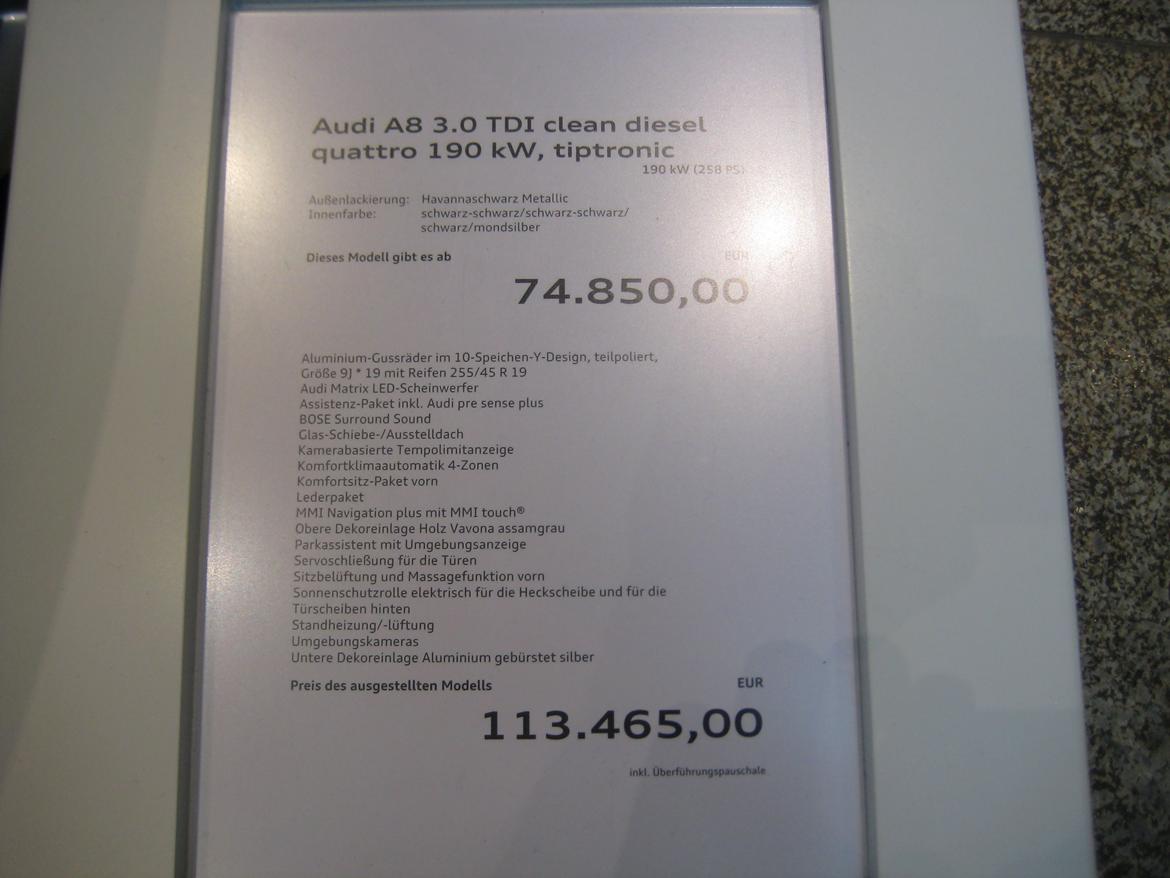 Audi A8 3.0 TDI clean diesel
quattro 190 kW, tiptronic
190 kW (258 PS)
Außenlackierung: Havannaschwarz Metallic
Innenfarbe: schwarz-schwarz/schwarz-schwarz/
schwarz/mondsilber
Dieses Modell gibt es ab EUR
74.850,00
Aluminium-Gussräder im 10-Speichen-Y-Design, teilpoliert,
Größe 9J * 19 mit Reifen 255/45 R 19
Audi Matrix LED-Scheinwerfer
Assistenz-Paket inkl. Audi pre sense plus
BOSE Surround Sound
Glas-Schiebe-/Ausstelldach
Kamerabasierte Tempolimitanzeige
Komfortklimaautomatik 4-Zonen
Komfortsitz-Paket vorn
Lederpaket
MMI Navigation plus mit MMI touch®
Obere Dekoreinlage Holz Vavona assamgrau
Parkassistent mit Umgebungsanzeige
Servoschließung für die Türen
Sitzbelüftung und Massagefunktion vorn
Sonnenschutzrolle elektrisch für die Heckscheibe und für die
Türscheiben hinten
Standheizung/-lüftung
Umgebungskameras
Untere Dekoreinlage Aluminium gebürstet silber
Preis des ausgestellten Modells EUR
113.465,00
inkl. Überführungspauschale